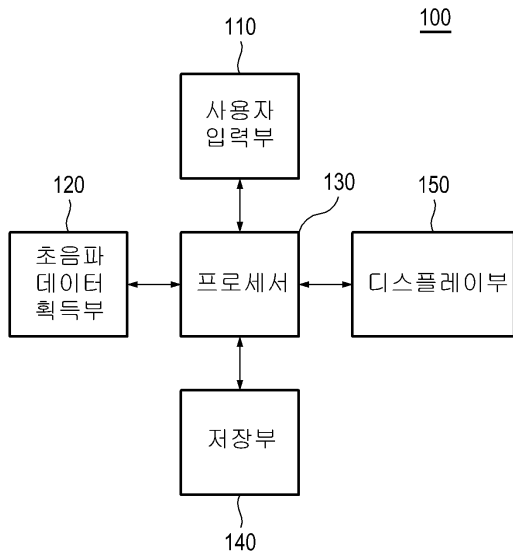 100
110
사용자
입력부
120
130
150
초음파
데이터
획득부
프로세서
디스플레이부
저장부
140